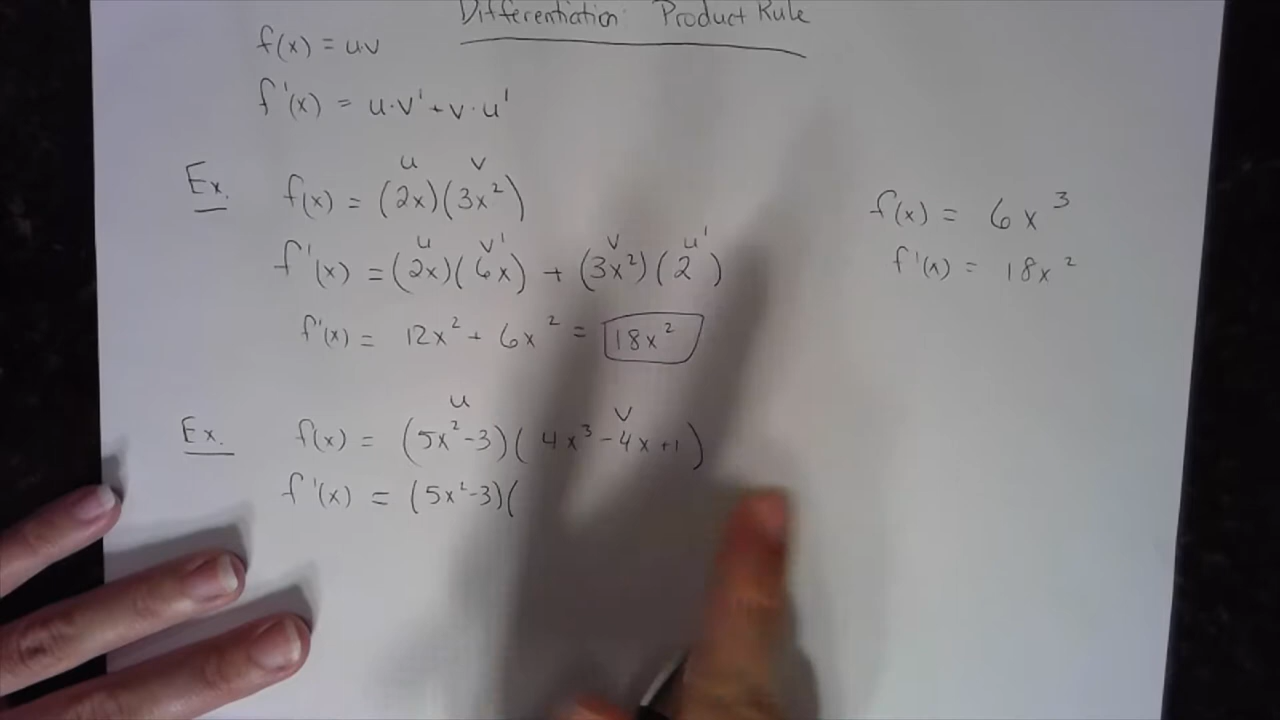 Differentiation: Product Rule
f(x) = u·v
f'(x) = u·v' + v·u'
u v
Ex. f(x) = (2x)(3x²)
u v' v u'
f'(x) = (2x)(6x) + (3x²)(2)
f'(x) = 12x² + 6x² = 18x²
f(x) = 6x³
f'(x) = 18x²
u v
Ex. f(x) = (5x²-3)(4x³-4x+1)
f'(x) = (5x²-3)(